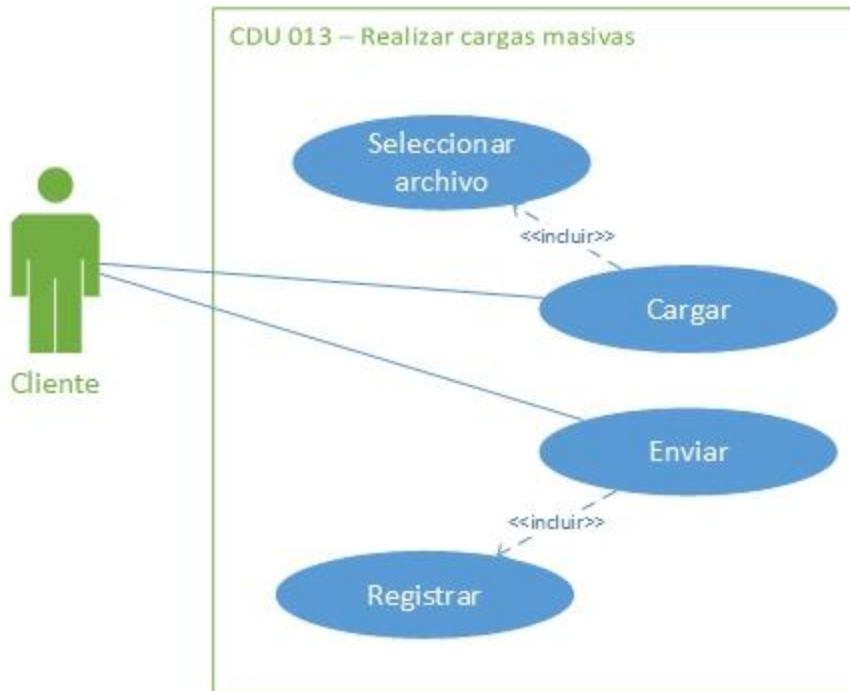 CDU 013 – Realizar cargas masivas
Seleccionar
archivo
<<incluir>>
Cargar
Cliente
Enviar
<<incluir>>
Registrar